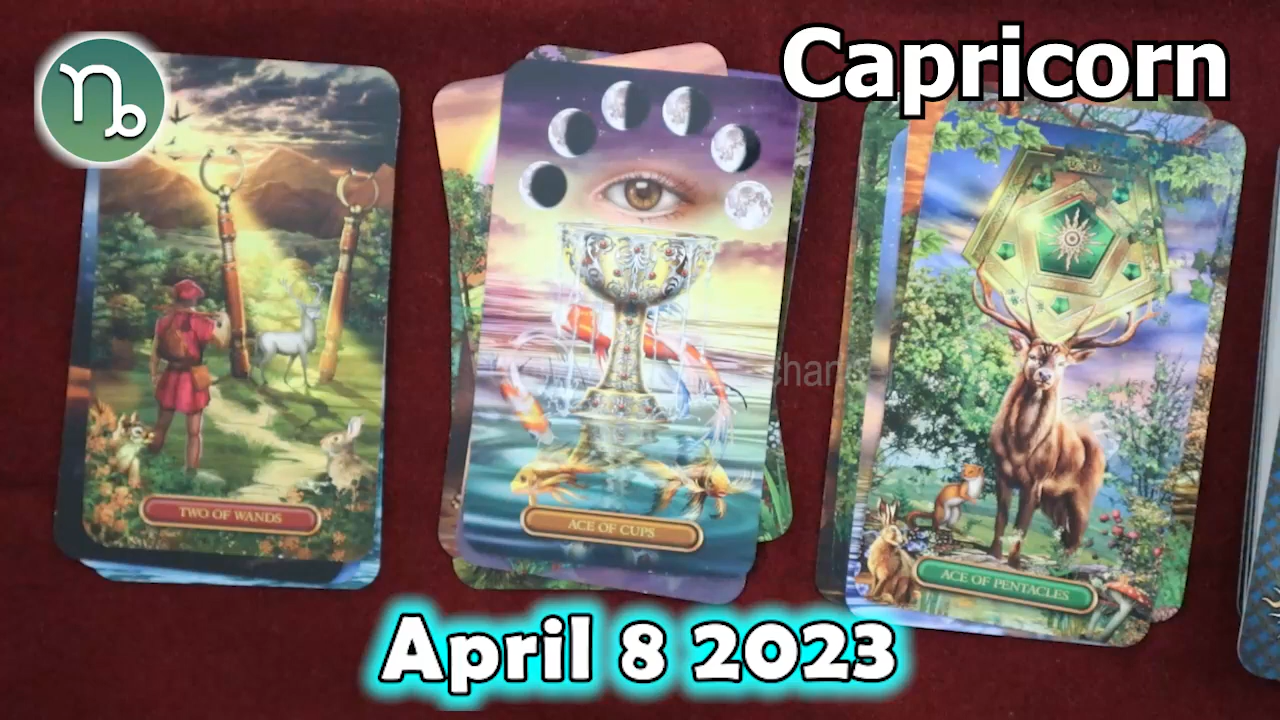 Capricorn
TWO OF WANDS
ACE OF CUPS
ACE OF PENTACLES
April 8 2023